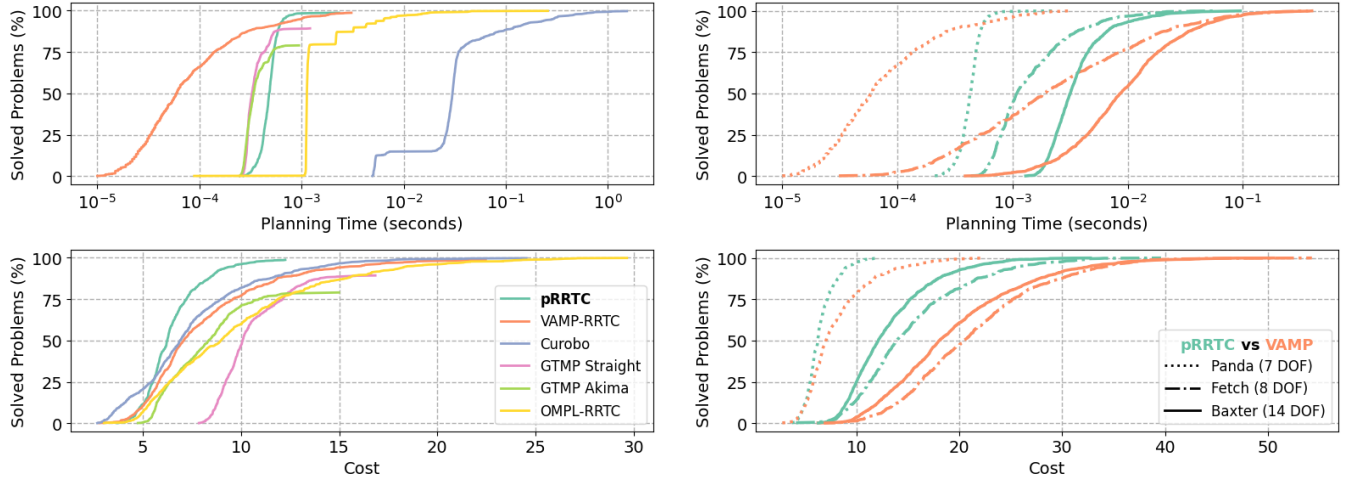 Solved Problems (%)
100
75
50
25
0
10⁻⁵
10⁻⁴
10⁻³
10⁻²
10⁻¹
10⁰
Planning Time (seconds)
Solved Problems (%)
100
75
50
25
0
10⁻⁵
10⁻⁴
10⁻³
10⁻²
10⁻¹
Planning Time (seconds)
Solved Problems (%)
100
75
50
25
0
pRRTC
VAMP-RRTC
Curobo
GTMP Straight
GTMP Akima
OMPL-RRTC
5
10
15
20
25
30
Cost
Solved Problems (%)
100
75
50
25
0
pRRTC vs VAMP
Panda (7 DOF)
Fetch (8 DOF)
Baxter (14 DOF)
10
20
30
40
50
Cost